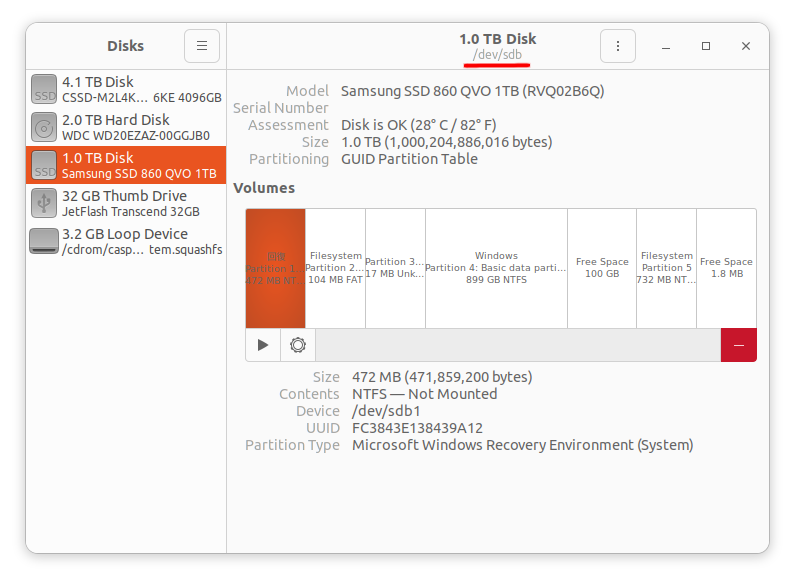 Disks
1.0 TB Disk
/dev/sdb
4.1 TB Disk
CSSD-M2L4K... 6KE 4096GB
2.0 TB Hard Disk
WDC WD20EZAZ-00GGJB0
1.0 TB Disk
Samsung SSD 860 QVO 1TB
32 GB Thumb Drive
JetFlash Transcend 32GB
3.2 GB Loop Device
/cdrom/casp... tem.squashfs
Model Samsung SSD 860 QVO 1TB (RVQ02B6Q)
Serial Number
Assessment Disk is OK (28° C / 82° F)
Size 1.0 TB (1,000,204,886,016 bytes)
Partitioning GUID Partition Table
Volumes
回復
Partition 1...
472 MB NT...
Filesystem
Partition 2...
104 MB FAT
Partition 3...
17 MB Unk...
Windows
Partition 4: Basic data parti...
899 GB NTFS
Free Space
100 GB
Filesystem
Partition 5
732 MB NT...
Free Space
1.8 MB
Size 472 MB (471,859,200 bytes)
Contents NTFS — Not Mounted
Device /dev/sdb1
UUID FC3843E138439A12
Partition Type Microsoft Windows Recovery Environment (System)